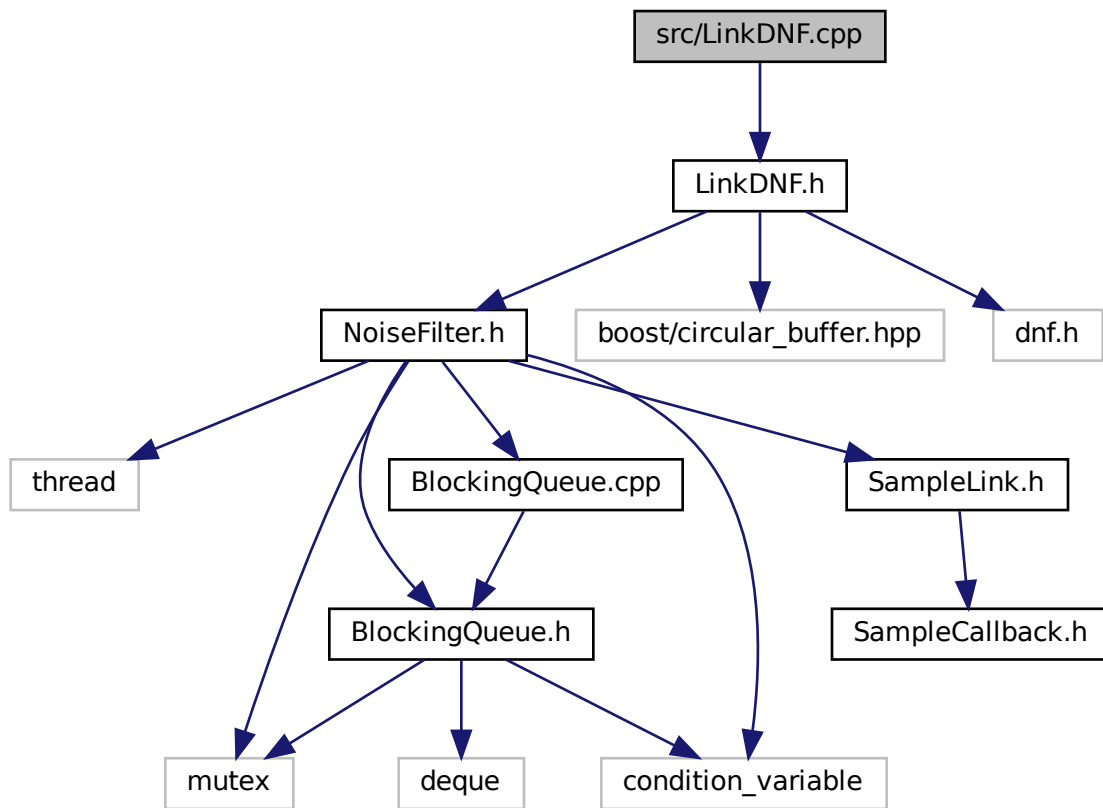 src/LinkDNF.cpp
LinkDNF.h
NoiseFilter.h
boost/circular_buffer.hpp
dnf.h
thread
BlockingQueue.cpp
SampleLink.h
BlockingQueue.h
SampleCallback.h
mutex
deque
condition_variable